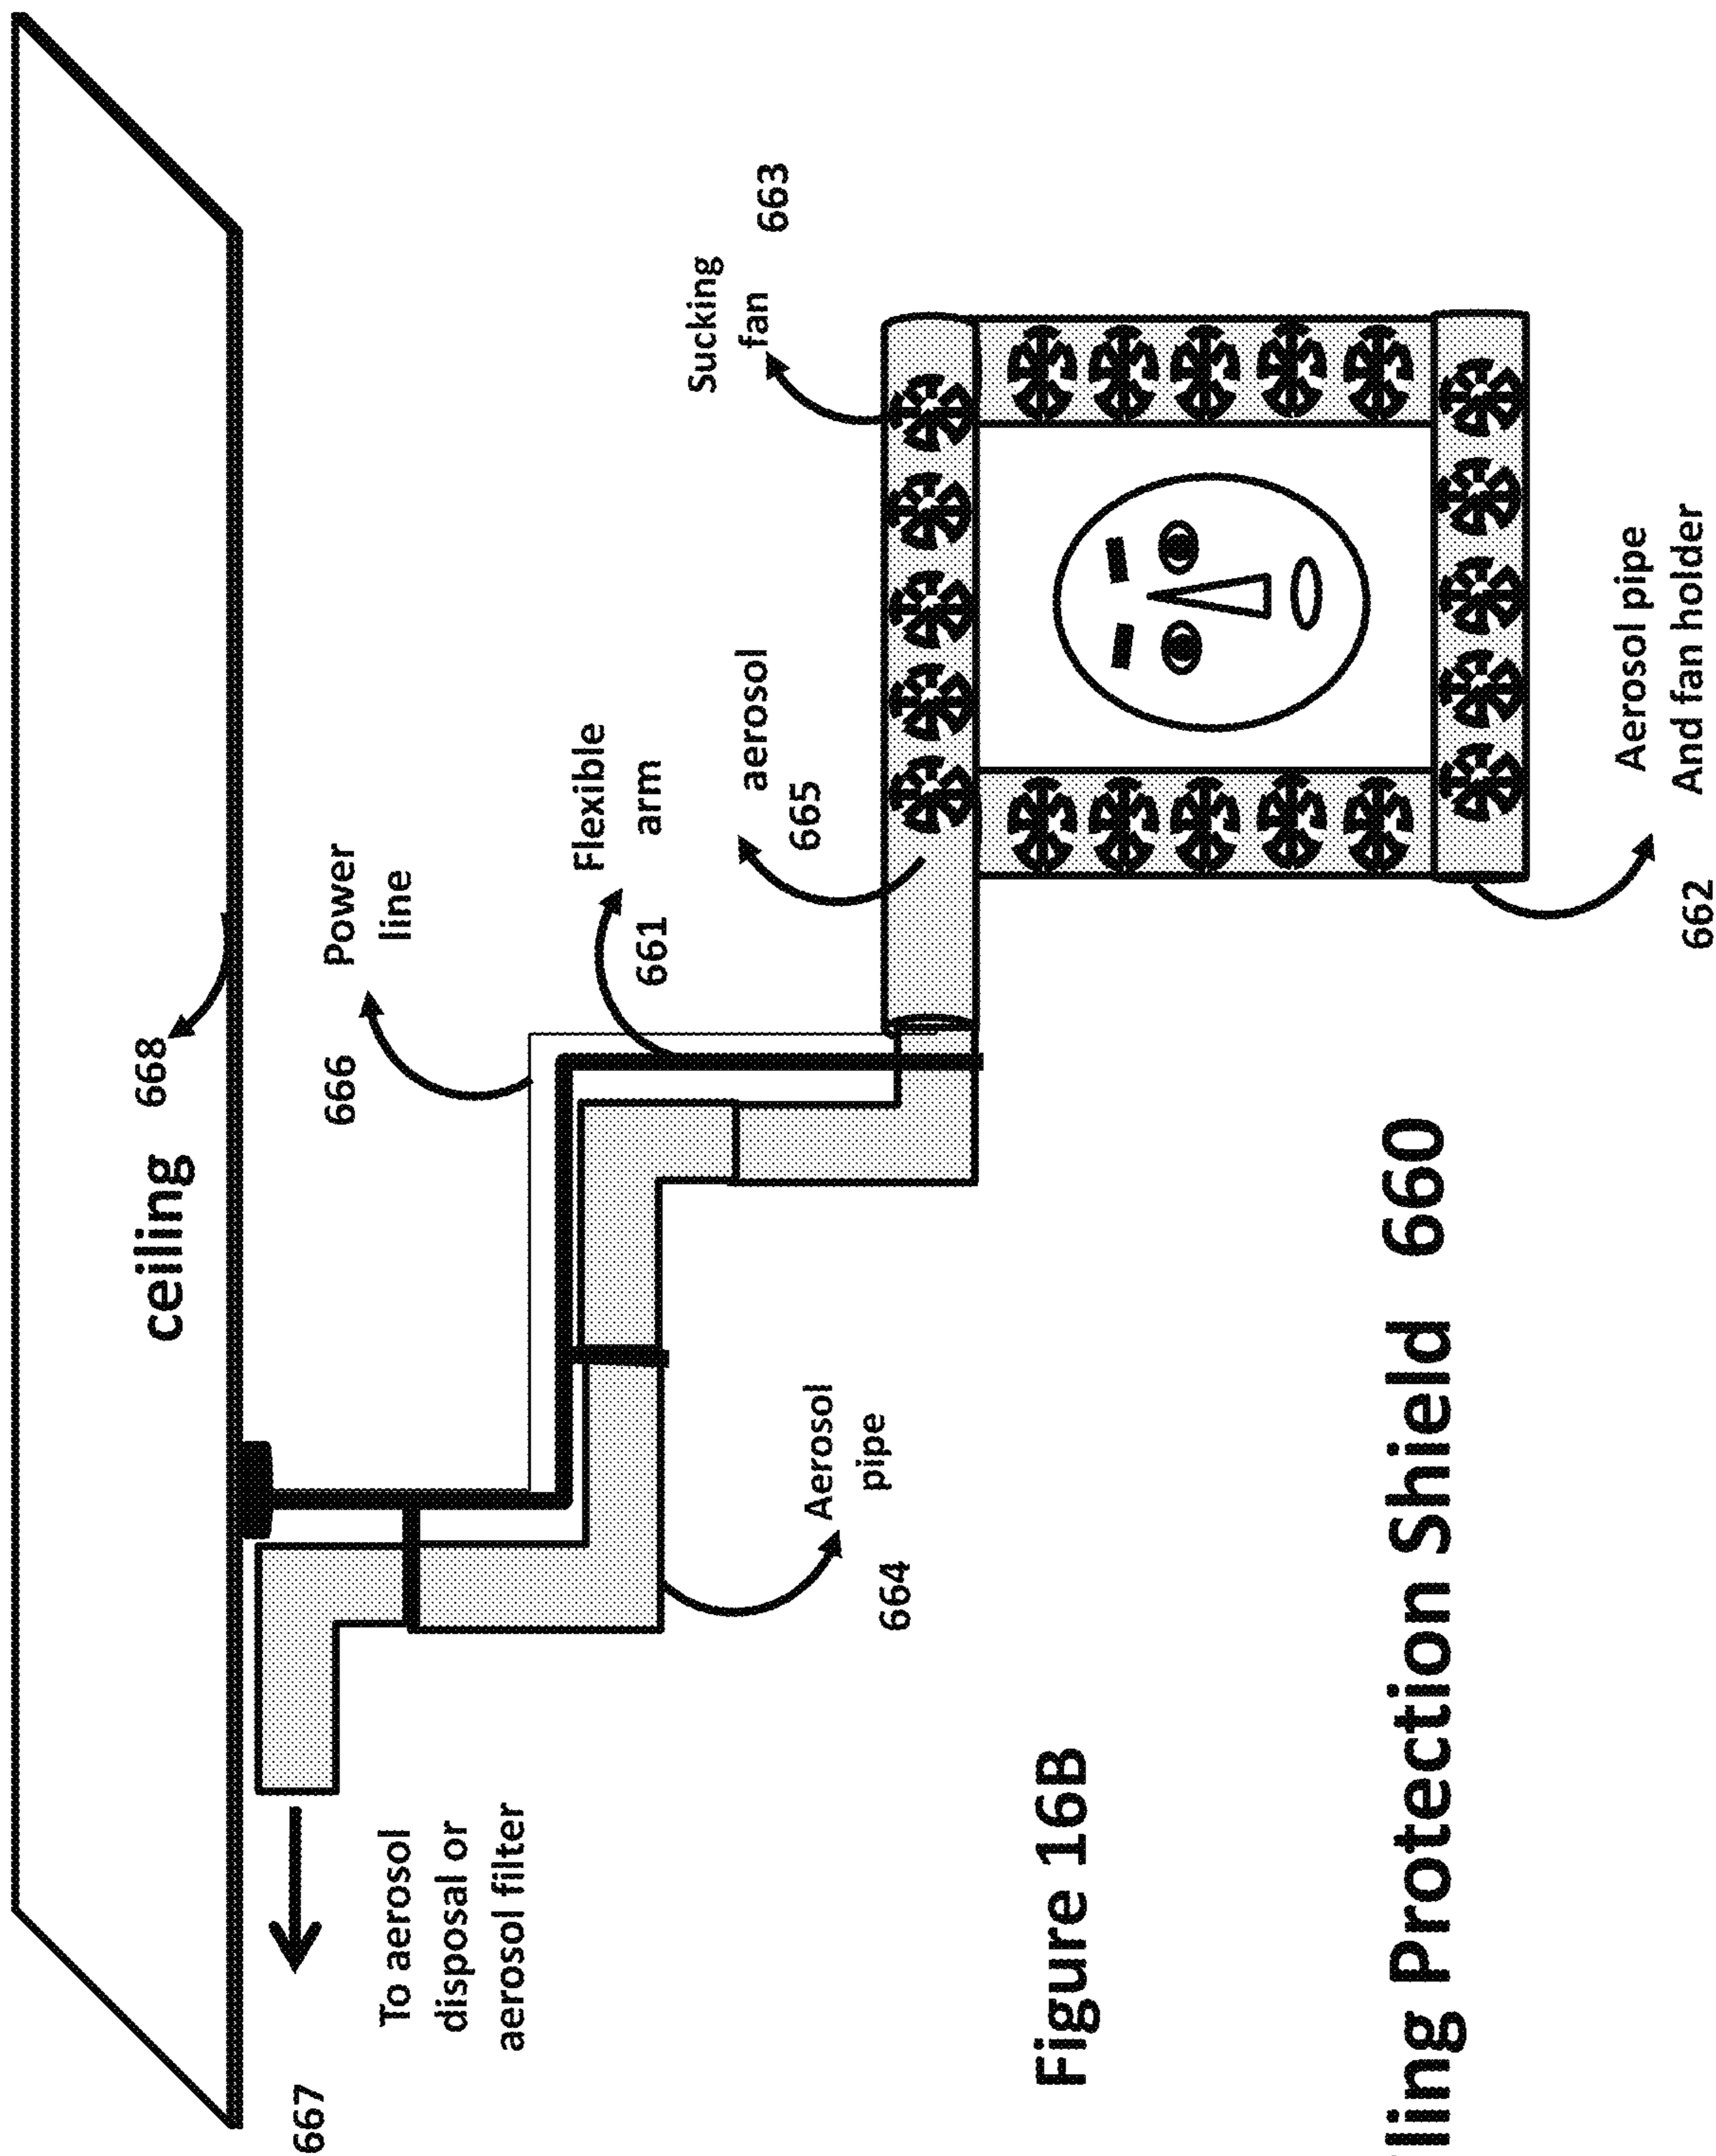 ceiling 668
Power
line
666
Flexible
arm
661
Sucking
fan 663
aerosol
665
667
To aerosol
disposal or
aerosol filter
Aerosol
pipe
664
Aerosol pipe
And fan holder
662
Figure 16B
ling Protection Shield 660